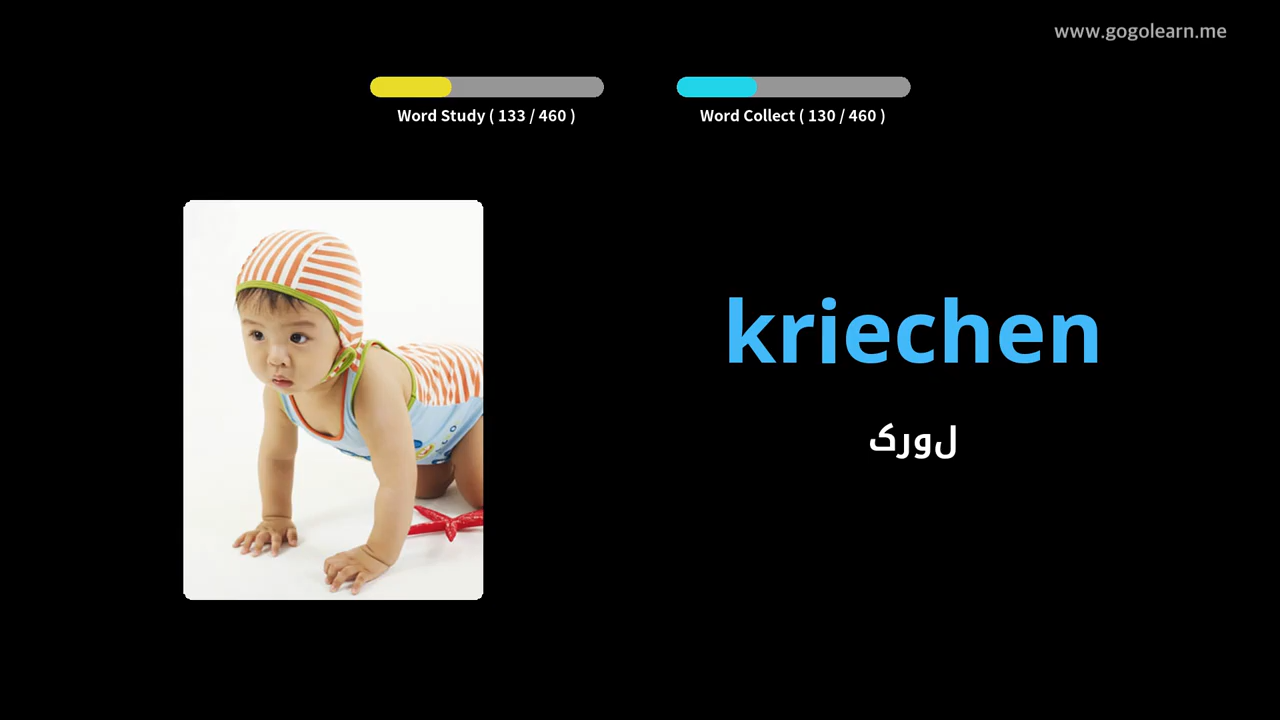 www.gogolearn.me
Word Study ( 133 / 460 )
Word Collect ( 130 / 460 )
kriechen
لورک